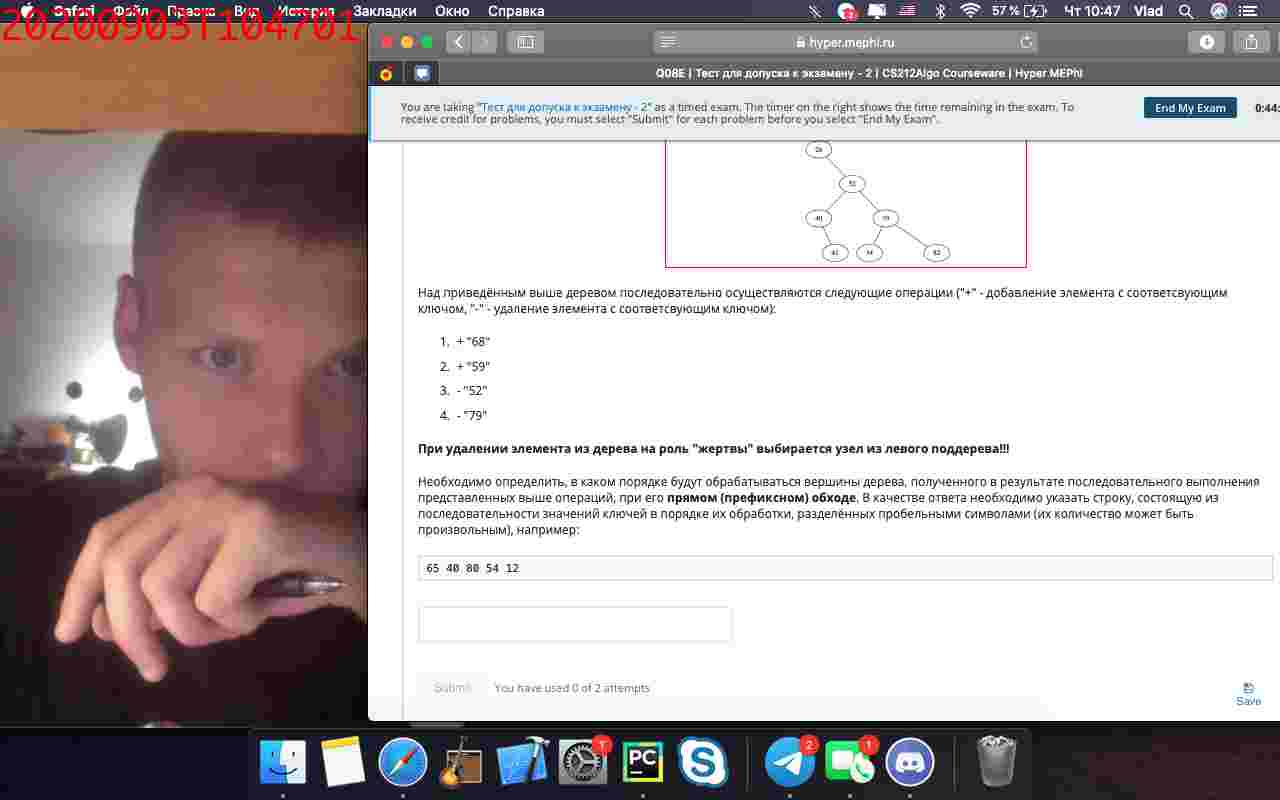 20200903T104701
Safari Файл Правка Вид История Закладки Окно Справка 57 % Чт 10:47 Vlad
2
hyper.mephi.ru
Q08E | Тест для допуска к экзамену - 2 | CS212Algo Courseware | Hyper.MEPhI
You are taking "Тест для допуска к экзамену - 2" as a timed exam. The timer on the right shows the time remaining in the exam. To
receive credit for problems, you must select "Submit" for each problem before you select "End My Exam".
End My Exam
0:44:
Над приведённым выше деревом последовательно осуществляются следующие операции ("+" - добавление элемента с соответсвующим
ключом, "-" - удаление элемента с соответсвующим ключом):
1. + "68"
2. + "59"
3. - "52"
4. - "79"
При удалении элемента из дерева на роль "жертвы" выбирается узел из левого поддерева!!!
Необходимо определить, в каком порядке будут обрабатываться вершины дерева, полученного в результате последовательного выполнения
представленных выше операций, при его прямом (префиксном) обходе. В качестве ответа необходимо указать строку, состоящую из
последовательности значений ключей в порядке их обработки, разделённых пробельными символами (их количество может быть
произвольным), например:
65 40 80 54 12
Submit You have used 0 of 2 attempts
Save
1
PC
2
1